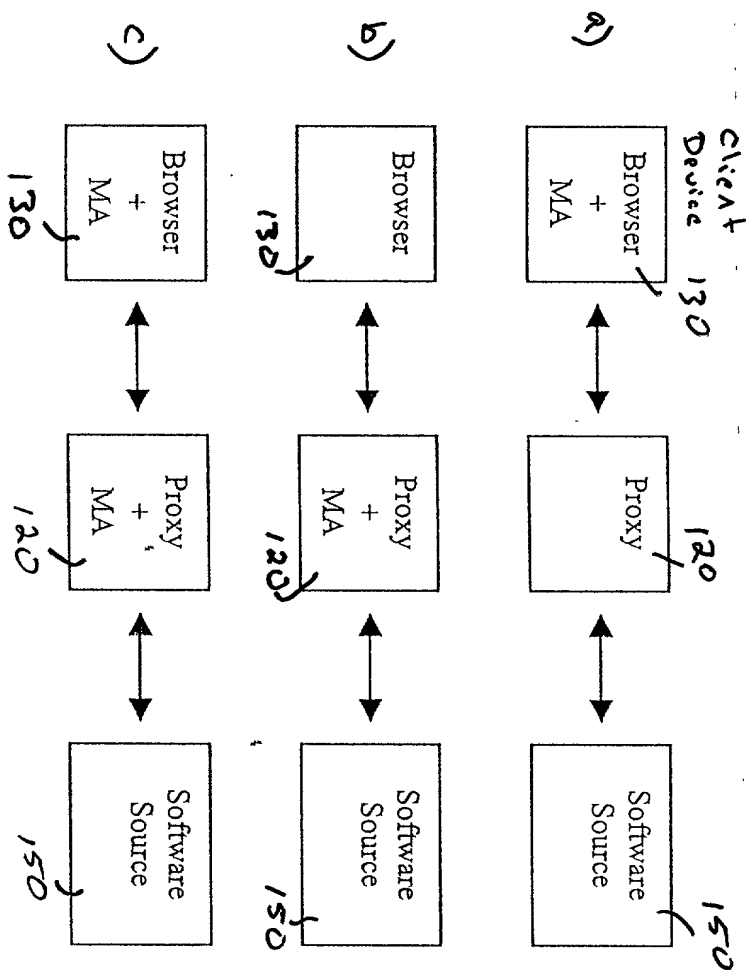 Client
Device 130
a)
Browser
+
MA
Proxy
120
Software
Source
150
b)
Browser
130
Proxy
+
MA
120
Software
Source
150
c)
Browser
+
MA
130
Proxy
+
MA
120
Software
Source
150